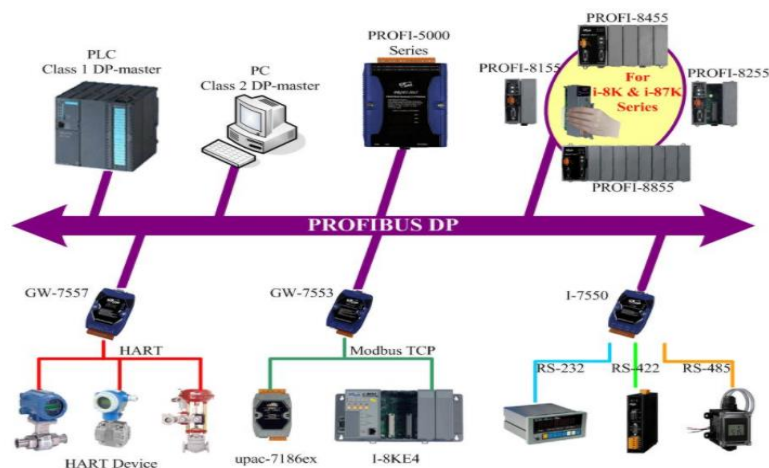 PLC
Class 1 DP-master
PC
Class 2 DP-master
PROFI-5000
Series
PROFI-8455
PROFI-8155
For
i-8K & i-87K
Series
PROFI-8255
PROFI-8855
PROFIBUS DP
GW-7557
GW-7553
I-7550
HART
Modbus TCP
RS-232
RS-422
RS-485
HART Device
upac-7186ex
I-8KE4